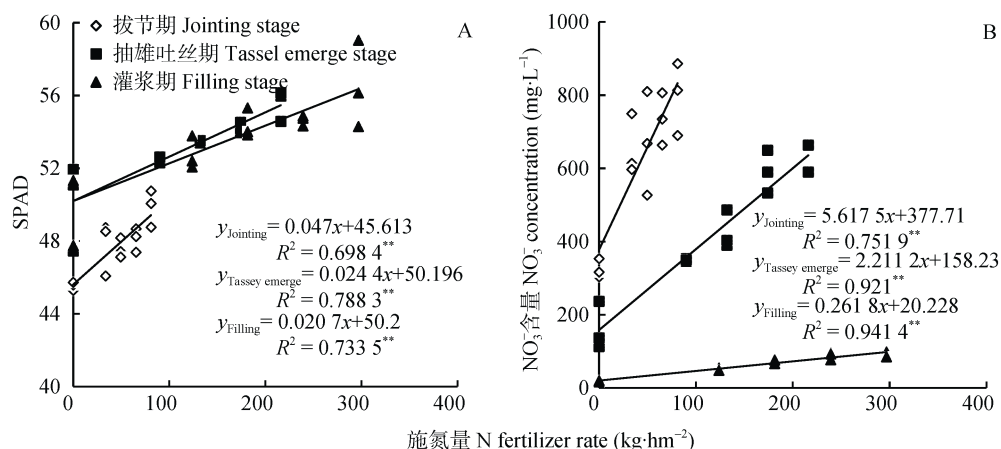 60
56
52
48
44
40
SPAD
A
拔节期 Jointing stage
抽雄吐丝期 Tassel emerge stage
灌浆期 Filling stage
yJointing= 0.047x+45.613
R² = 0.698 4**
yTassey emerge= 0.024 4x+50.196
R² = 0.788 3**
yFilling= 0.020 7x+50.2
R² = 0.733 5**
0 100 200 300 400
1000
800
600
400
200
0
NO₃⁻含量 NO₃⁻ concentration (mg·L⁻¹)
B
yJointing= 5.617 5x+377.71
R² = 0.751 9**
yTassey emerge= 2.211 2x+158.23
R² = 0.921**
yFilling= 0.261 8x+20.228
R² = 0.941 4**
0 100 200 300 400
施氮量 N fertilizer rate (kg·hm⁻²)